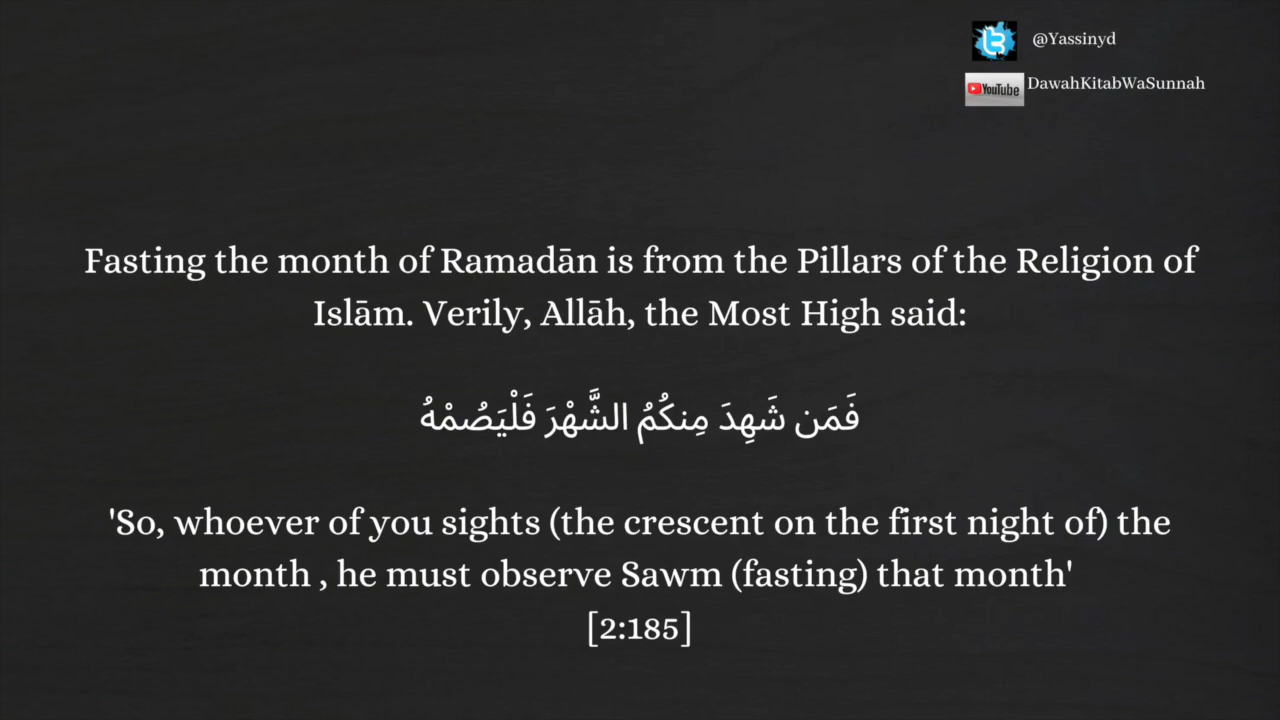 @Yassinyd
YouTube
DawahKitabWaSunnah
Fasting the month of Ramadān is from the Pillars of the Religion of
Islām. Verily, Allāh, the Most High said:
فَمَن شَهِدَ مِنكُمُ الشَّهْرَ فَلْيَصُمْهُ
'So, whoever of you sights (the crescent on the first night of) the
month , he must observe Sawm (fasting) that month'
[2:185]